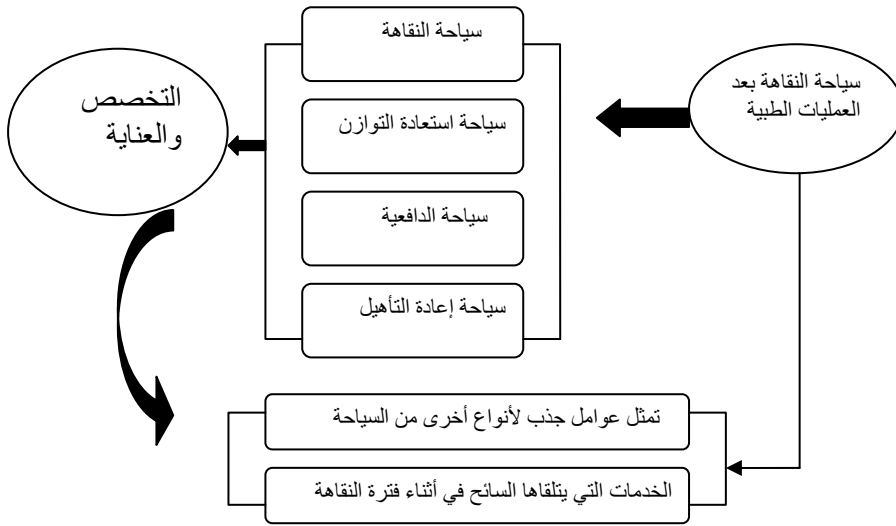 سياحة النقاهة بعد
العمليات الطبية
سياحة النقاهة
سياحة استعادة التوازن
سياحة الدافعية
سياحة إعادة التأهيل
التخصص
والعناية
تمثل عوامل جذب لأنواع أخرى من السياحة
الخدمات التي يتلقاها السائح في أثناء فترة النقاهة